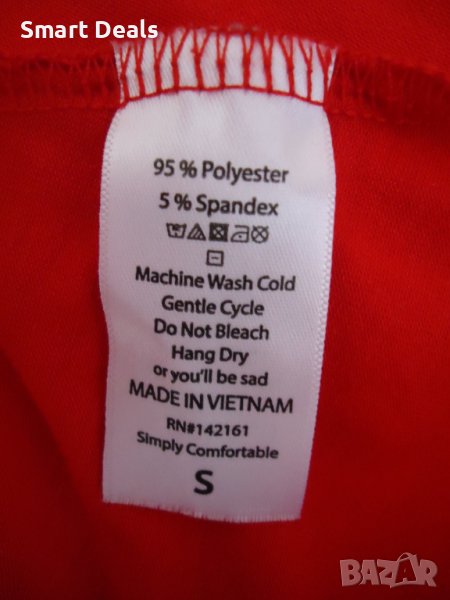 Smart Deals
95 % Polyester
5 % Spandex
Machine Wash Cold
Gentle Cycle
Do Not Bleach
Hang Dry
or you'll be sad
MADE IN VIETNAM
RN#142161
Simply Comfortable
S
BAZAR